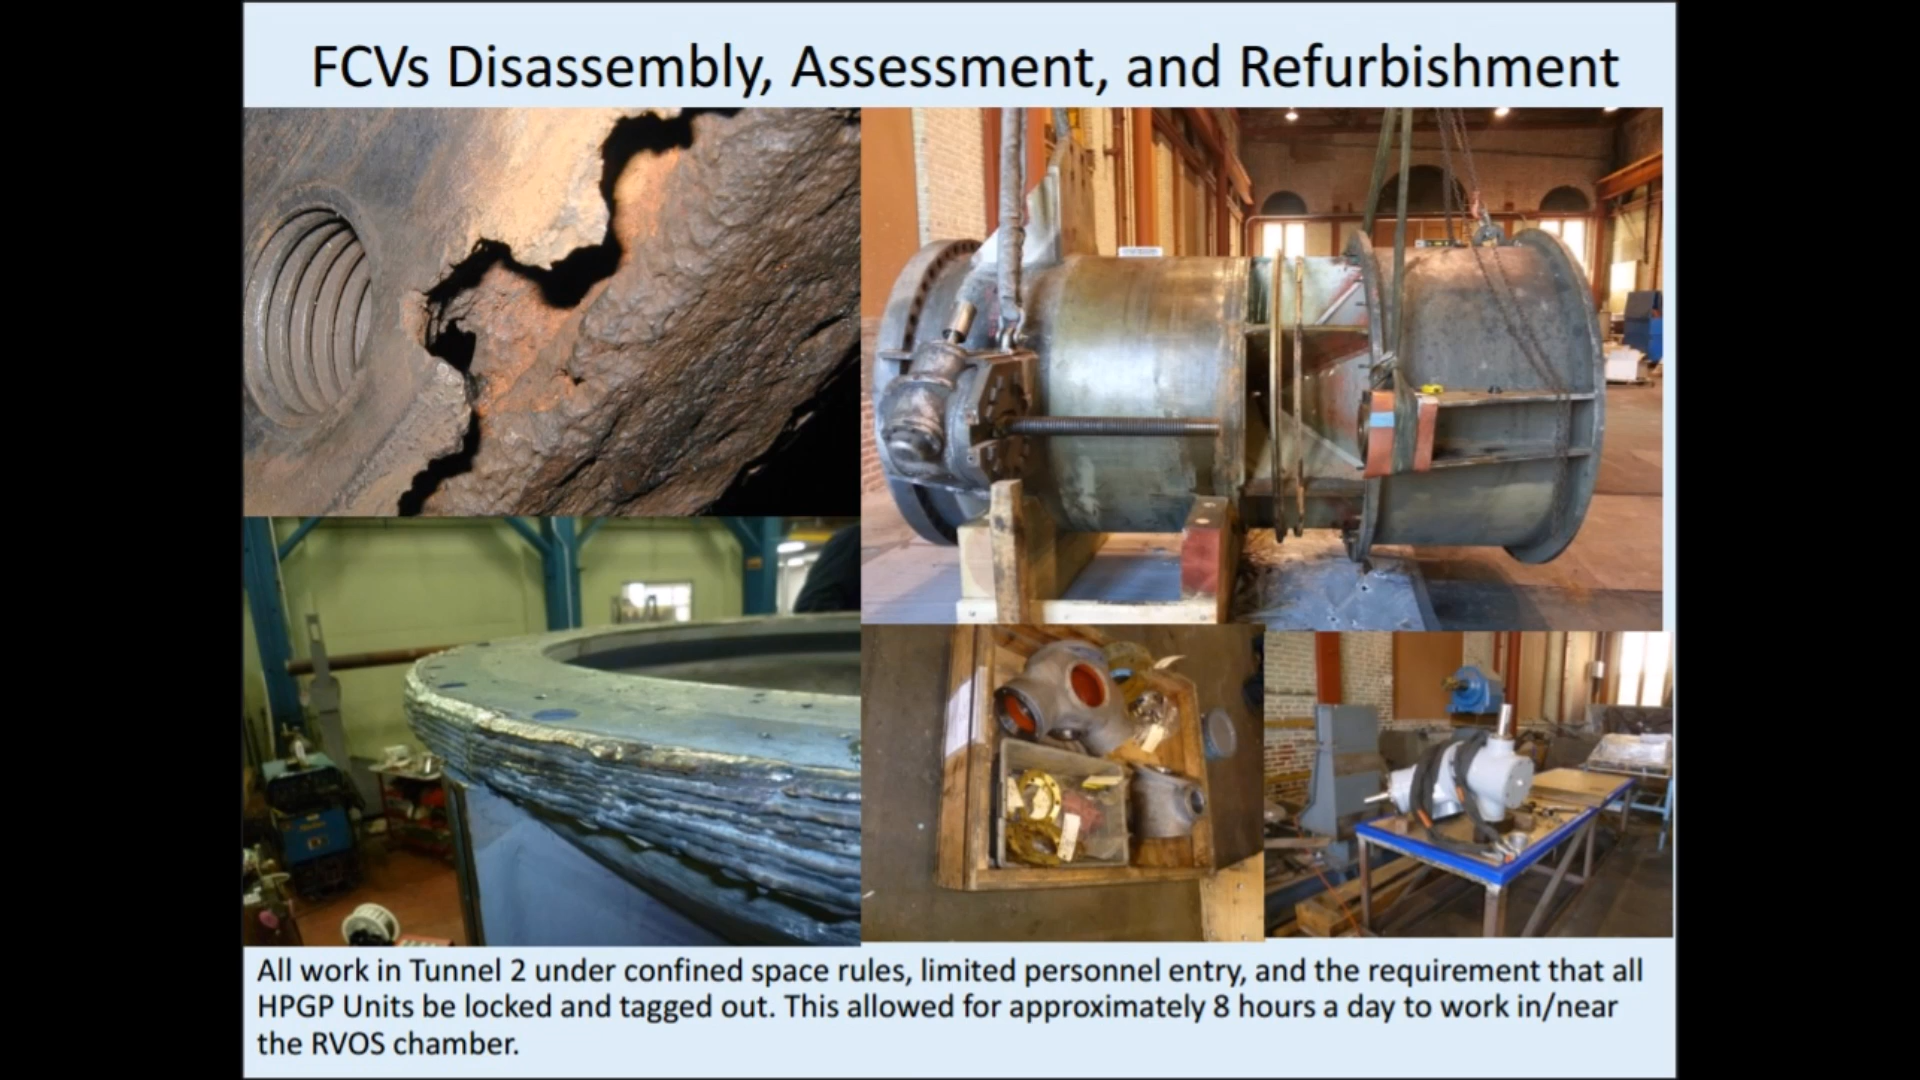 FCVs Disassembly, Assessment, and Refurbishment
All work in Tunnel 2 under confined space rules, limited personnel entry, and the requirement that all
HPGP Units be locked and tagged out. This allowed for approximately 8 hours a day to work in/near
the RVOS chamber.